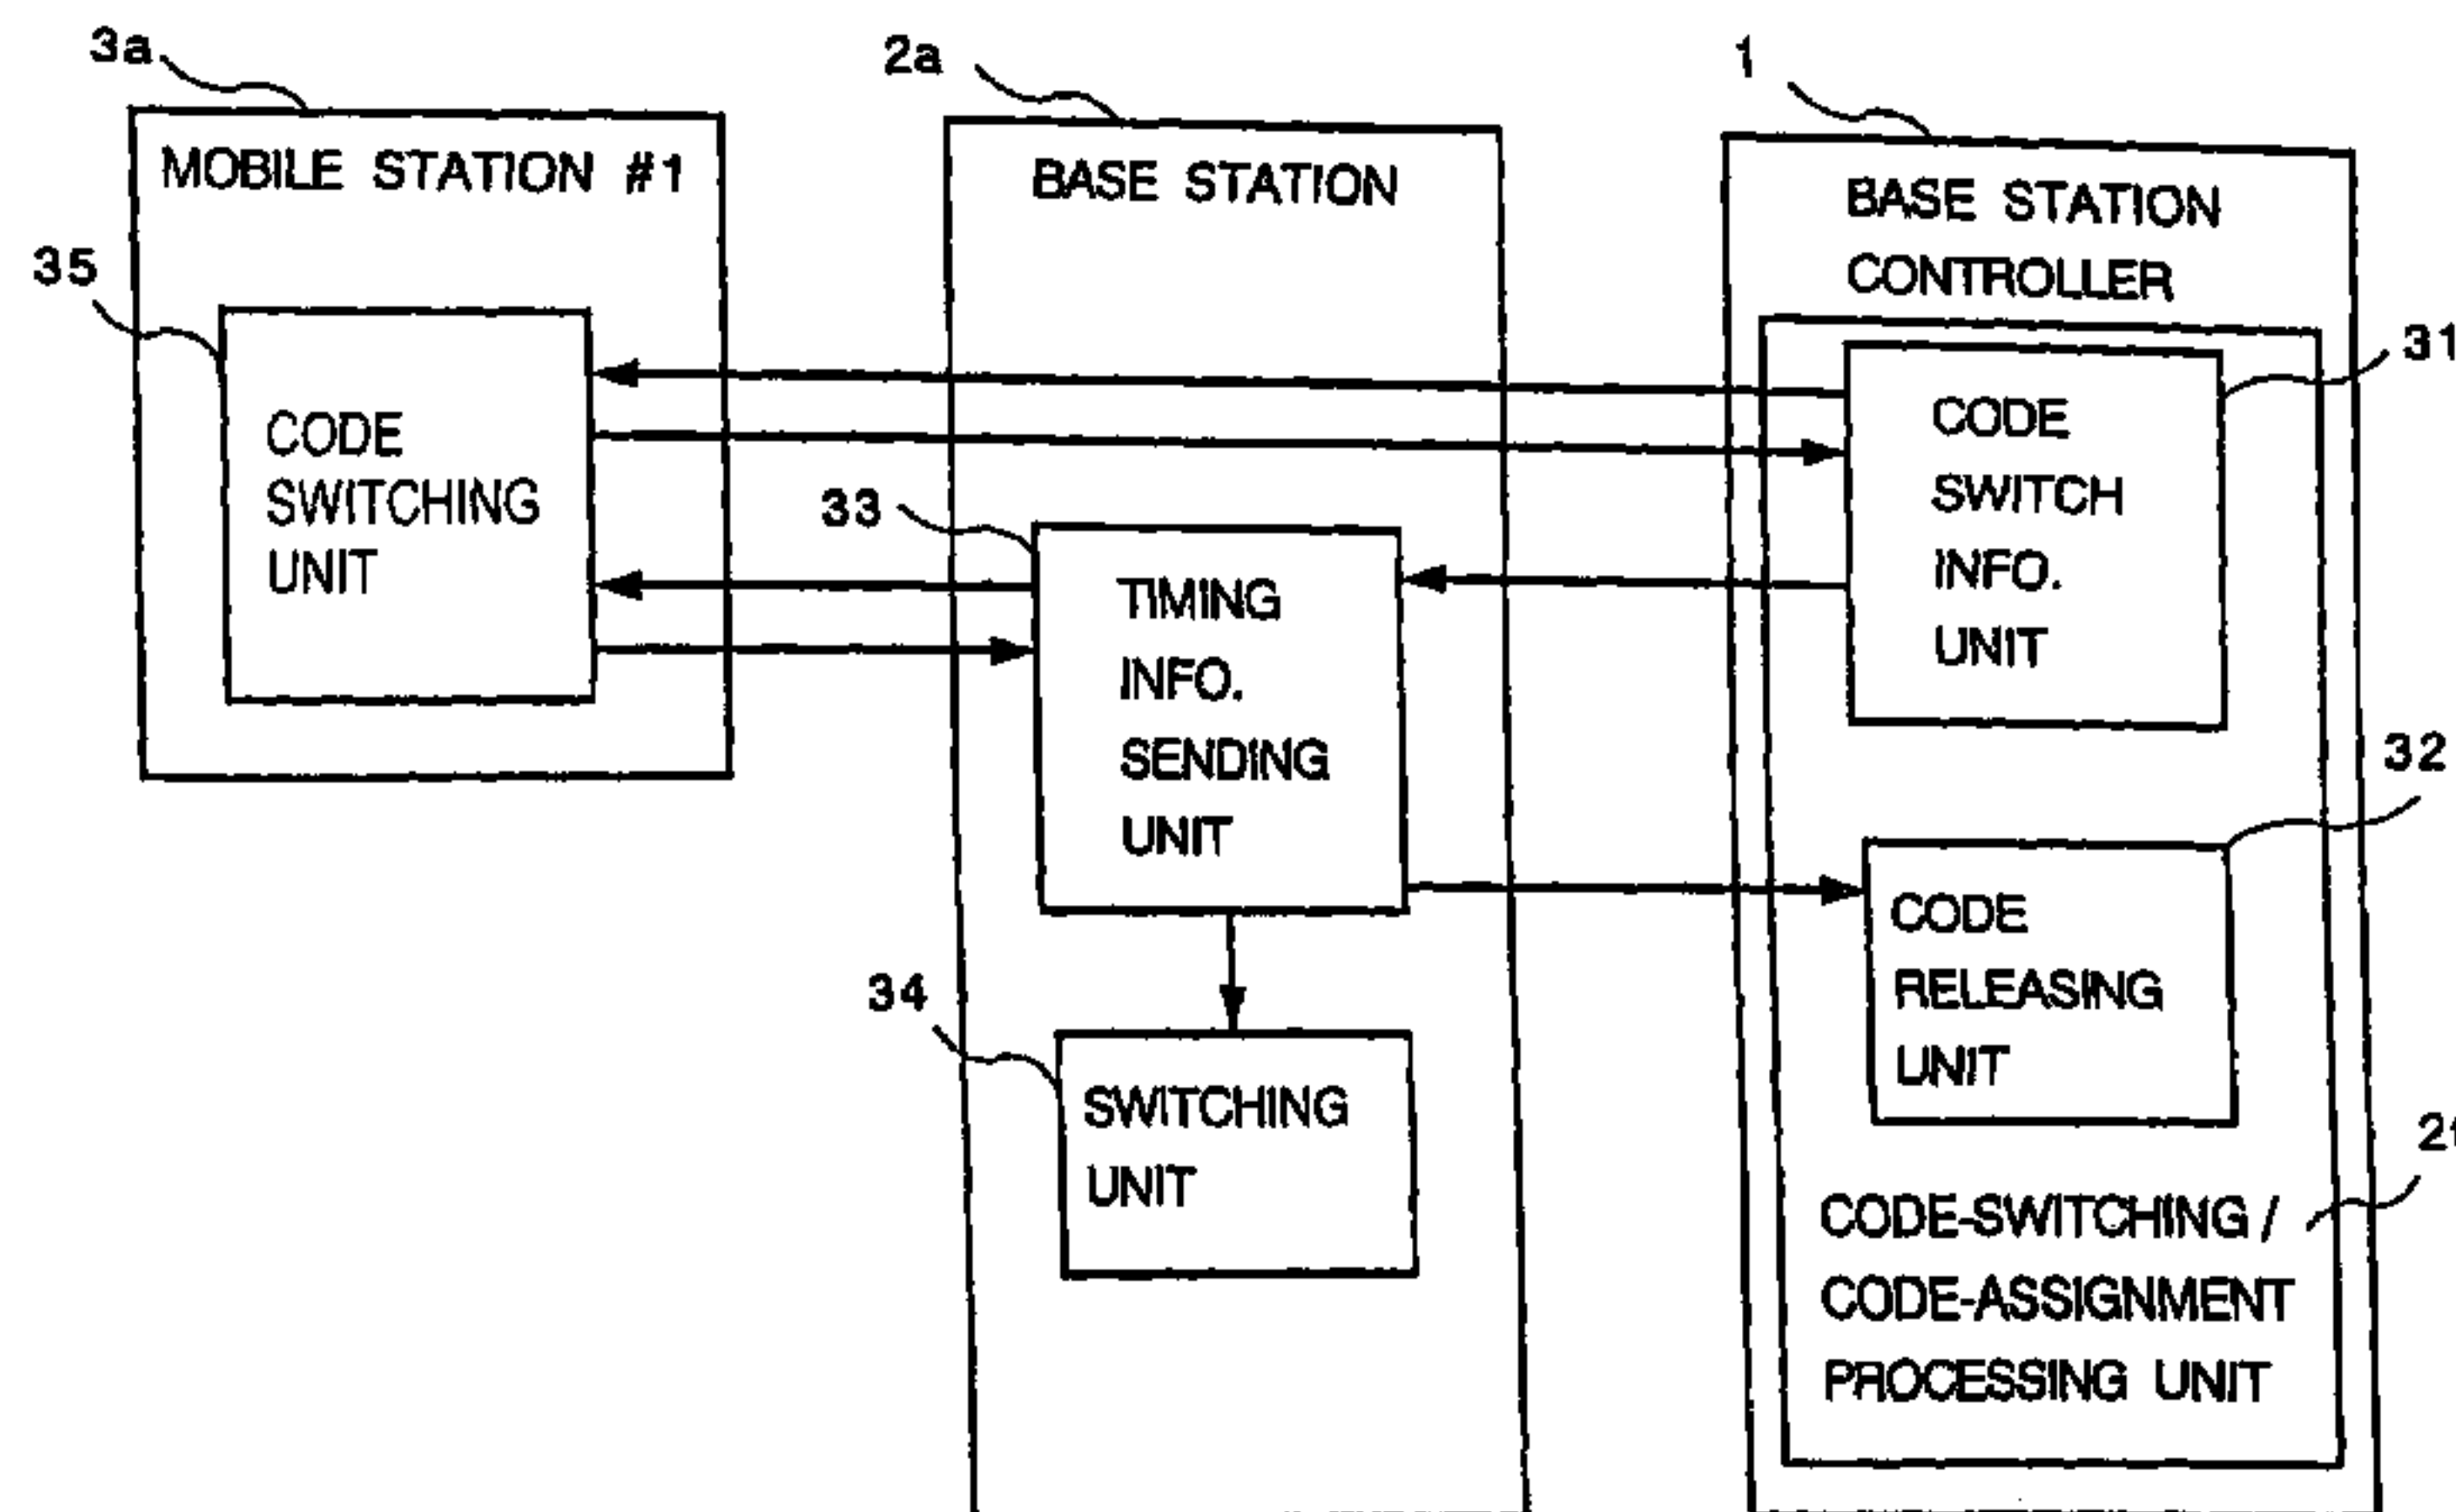 3a
2a
1
MOBILE STATION #1
BASE STATION
BASE STATION
CONTROLLER
35
31
CODE
SWITCHING
UNIT
33
TIMING
INFO.
SENDING
UNIT
CODE
SWITCH
INFO.
UNIT
32
34
SWITCHING
UNIT
CODE
RELEASING
UNIT
CODE-SWITCHING /
CODE-ASSIGNMENT
PROCESSING UNIT